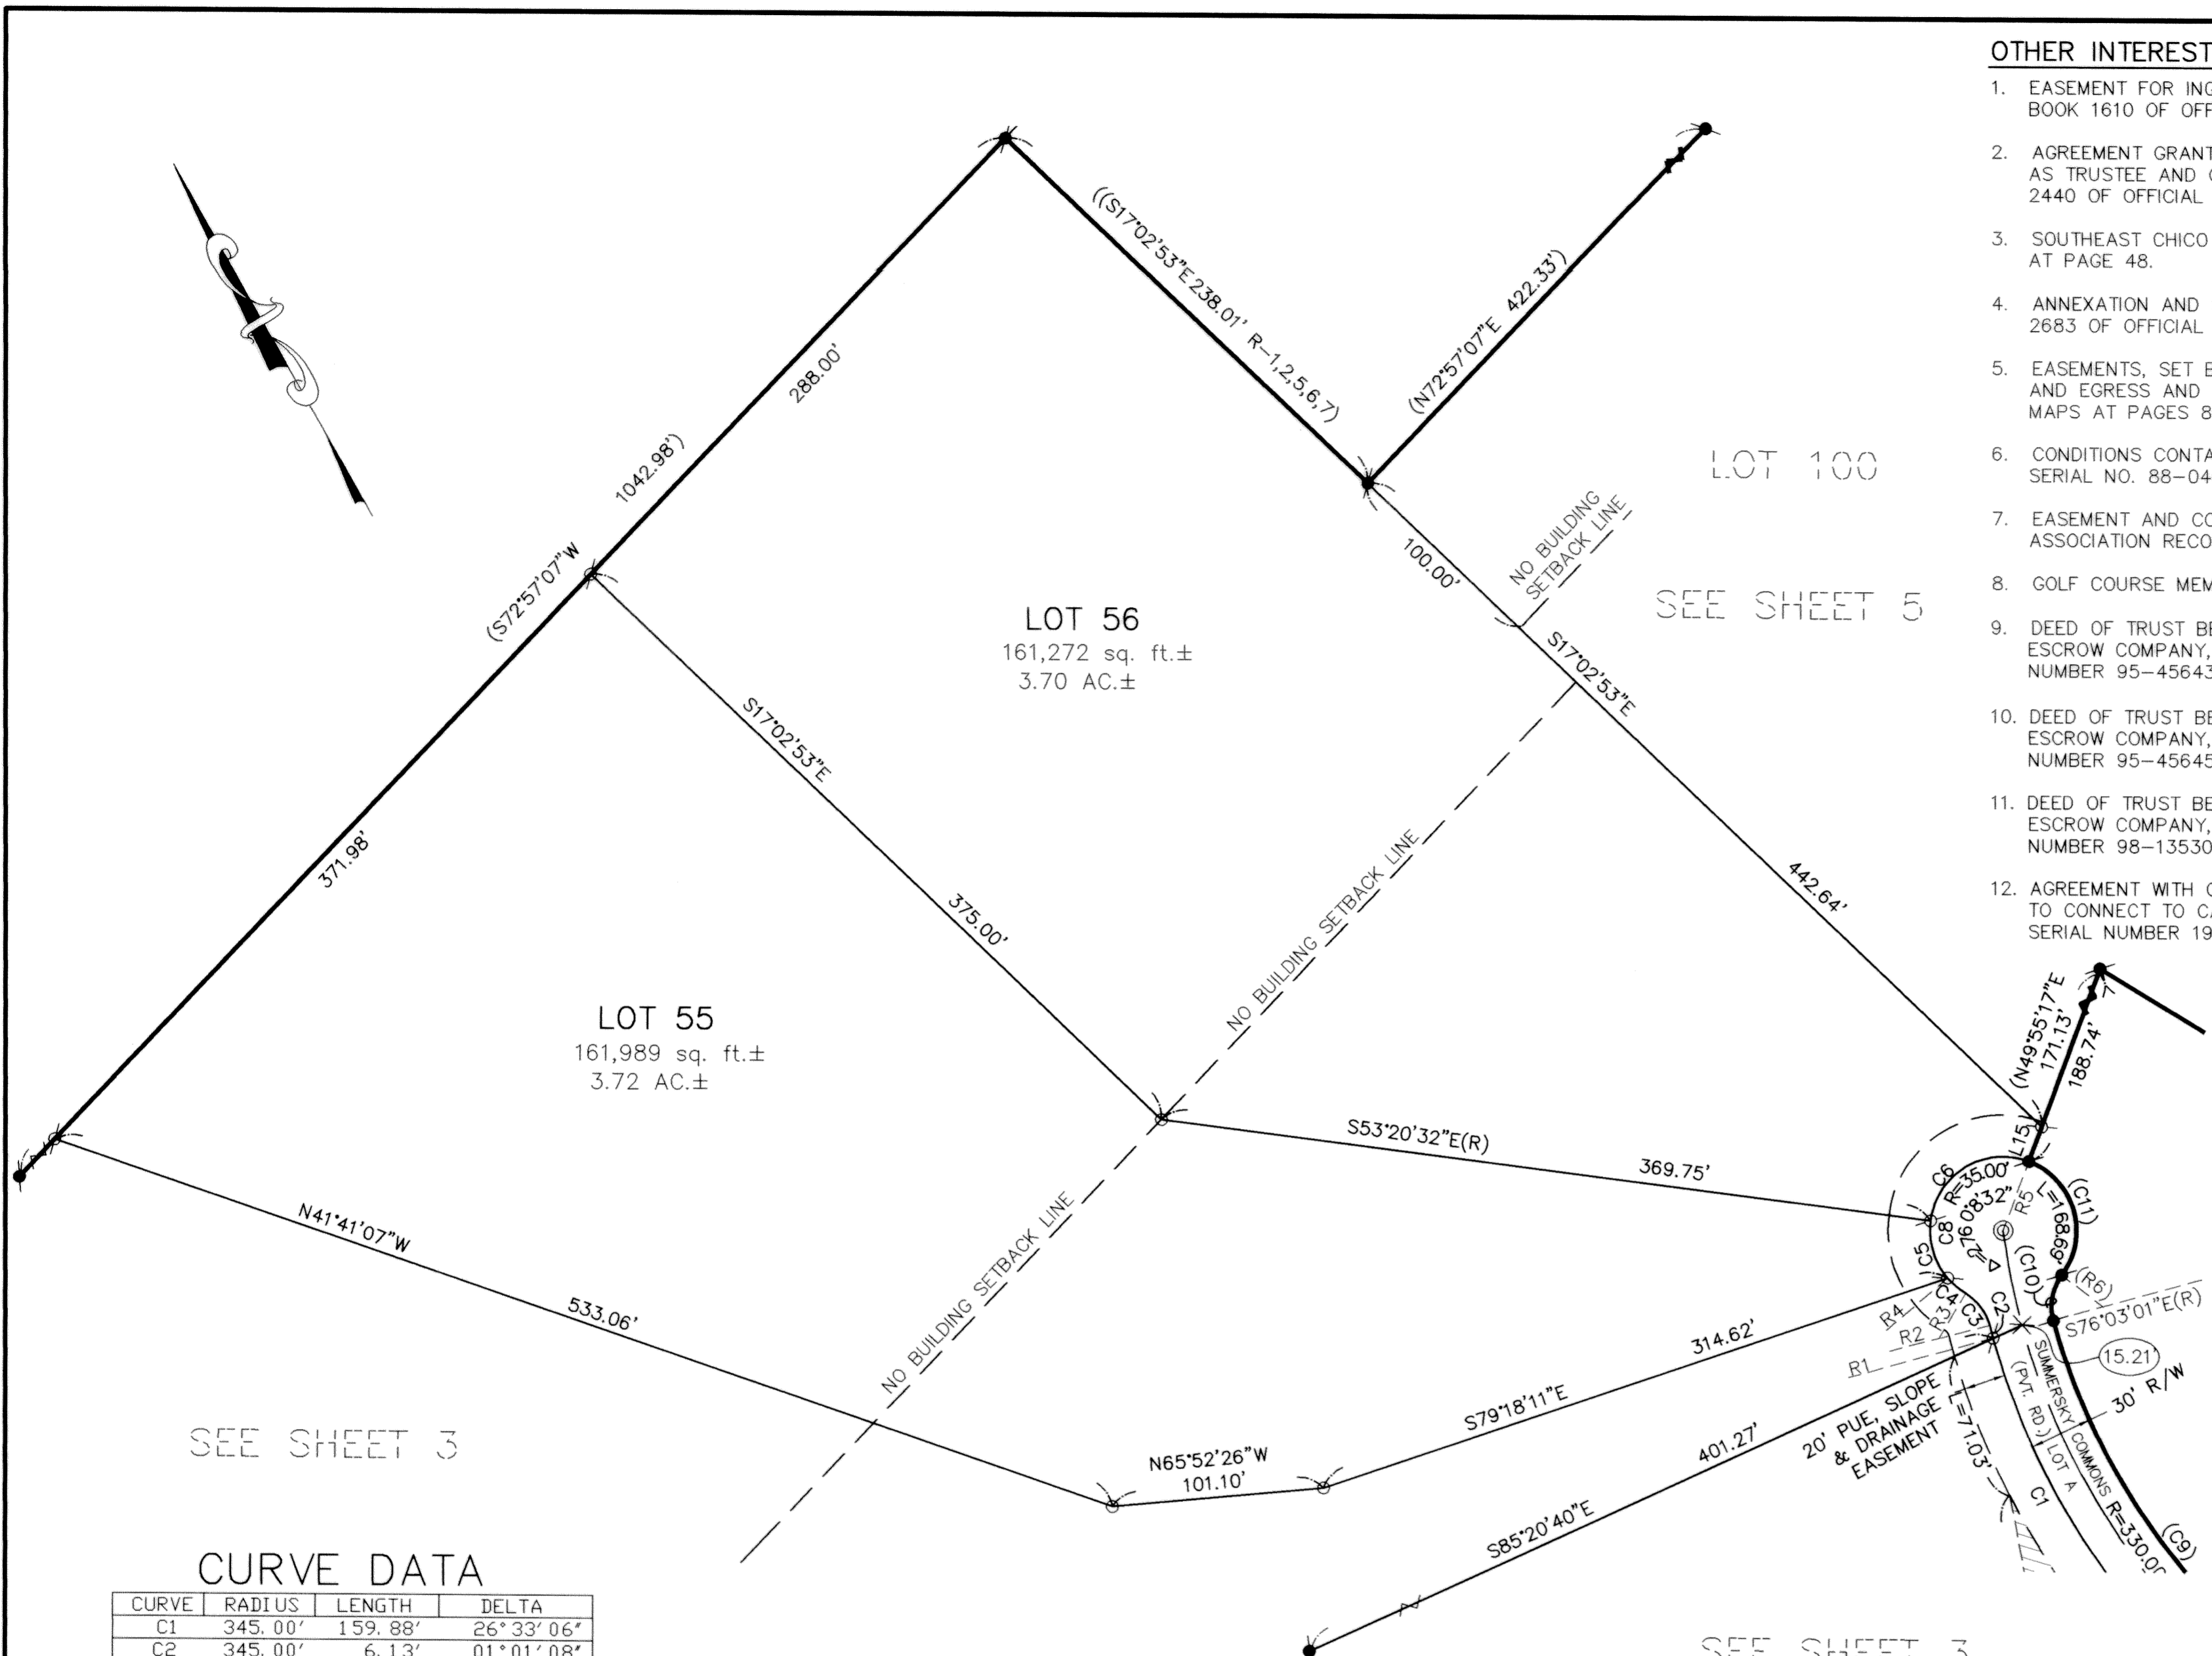 OTHER INTEREST
1. EASEMENT FOR ING
BOOK 1610 OF OFF
2. AGREEMENT GRANT
AS TRUSTEE AND
2440 OF OFFICIAL
3. SOUTHEAST CHICO
AT PAGE 48.
4. ANNEXATION AND
2683 OF OFFICIAL
5. EASEMENTS, SET B
AND EGRESS AND
MAPS AT PAGES 8
6. CONDITIONS CONTA
SERIAL NO. 88-04
7. EASEMENT AND CO
ASSOCIATION RECO
8. GOLF COURSE MEM
9. DEED OF TRUST BE
ESCROW COMPANY,
NUMBER 95-45643
10. DEED OF TRUST BE
ESCROW COMPANY,
NUMBER 95-45645
11. DEED OF TRUST BE
ESCROW COMPANY,
NUMBER 98-13530
12. AGREEMENT WITH
TO CONNECT TO CA
SERIAL NUMBER 19
((S17°02'53"E 238.01' R-1,2,5,6,7)
(N72°57'07"E 422.33')
288.00'
1042.98')
(S72°57'07"W
371.98'
LOT 100
SEE SHEET 5
NO BUILDING
SETBACK LINE
100.00'
S17°02'53"E
442.64'
LOT 56
161,272 sq. ft.±
3.70 AC.±
S17°02'53"E
375.00'
NO BUILDING SETBACK LINE
LOT 55
161,989 sq. ft.±
3.72 AC.±
S53°20'32"E(R)
369.75'
N41°41'07"W
533.06'
NO BUILDING SETBACK LINE
N65°52'26"W
101.10'
S79°18'11"E
314.62'
S85°20'40"E
401.27'
(N49°55'17"E
171.13'
188.74'
L15
C6
R=35.00'
R5
L=168.69'
(C11)
C8
Δ=276°08'32"
C5
(C10)
(R6)
C4
C3
C2
R4
R3
R2
R1
S76°03'01"E(R)
15.21'
30' R/W
20' PUE, SLOPE
& DRAINAGE
EASEMENT
L=71.03'
SUMMERSKY COMMONS
(PVT. RD.) LOT A
C1
R=330.00
(C9)
SEE SHEET 3
SEE SHEET 3
CURVE DATA
CURVE RADIUS LENGTH DELTA
C1 345.00' 159.88' 26°33'06"
C2 345.00' 6.13' 01°01'08"